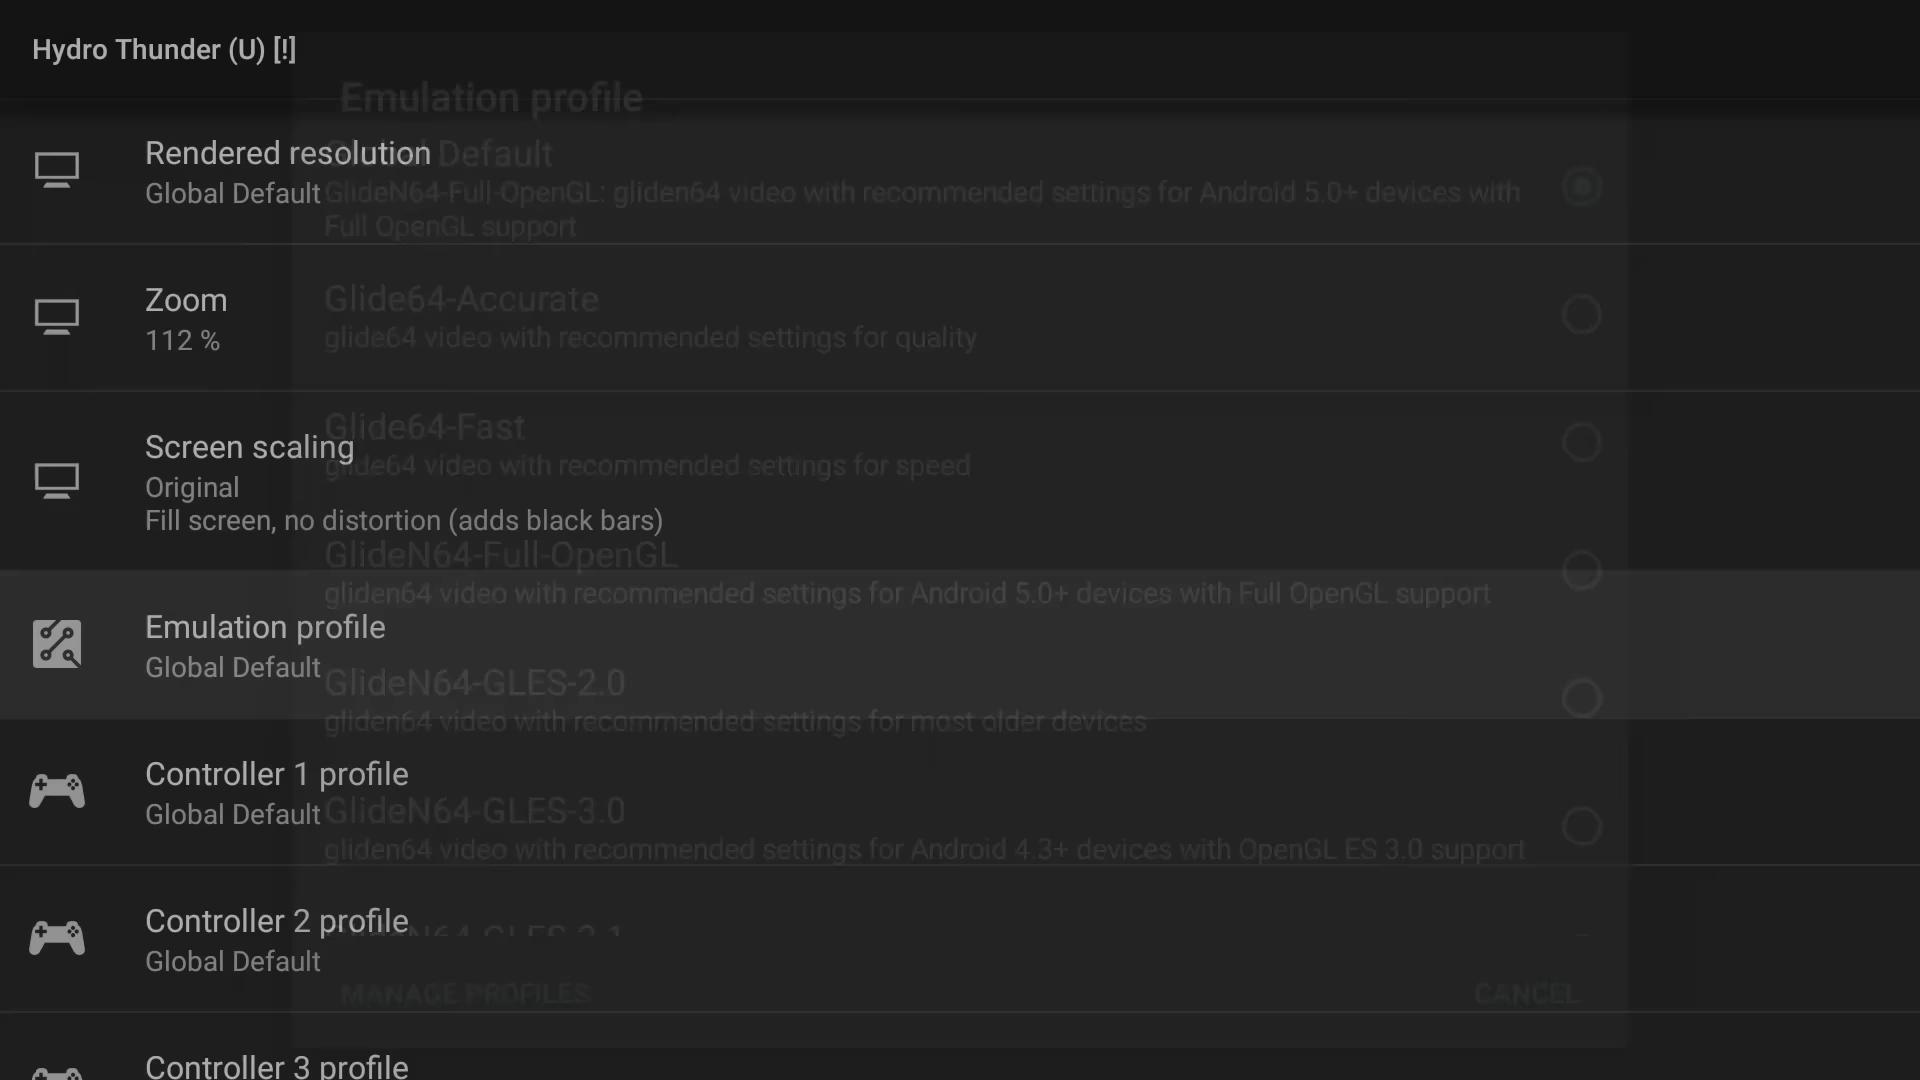 Hydro Thunder (U) [!]
Emulation profile
Rendered resolution
Global Default
Zoom
112 %
Screen scaling
Original
Fill screen, no distortion (adds black bars)
Emulation profile
Global Default
Controller 1 profile
Global Default
Controller 2 profile
Global Default
Controller 3 profile
Default
GlideN64-Full-OpenGL: gliden64 video with recommended settings for Android 5.0+ devices with
Full OpenGL support
Glide64-Accurate
glide64 video with recommended settings for quality
Glide64-Fast
glide64 video with recommended settings for speed
GlideN64-Full-OpenGL
gliden64 video with recommended settings for Android 5.0+ devices with Full OpenGL support
GlideN64-GLES-2.0
gliden64 video with recommended settings for most older devices
GlideN64-GLES-3.0
gliden64 video with recommended settings for Android 4.3+ devices with OpenGL ES 3.0 support
MANAGE PROFILES
CANCEL